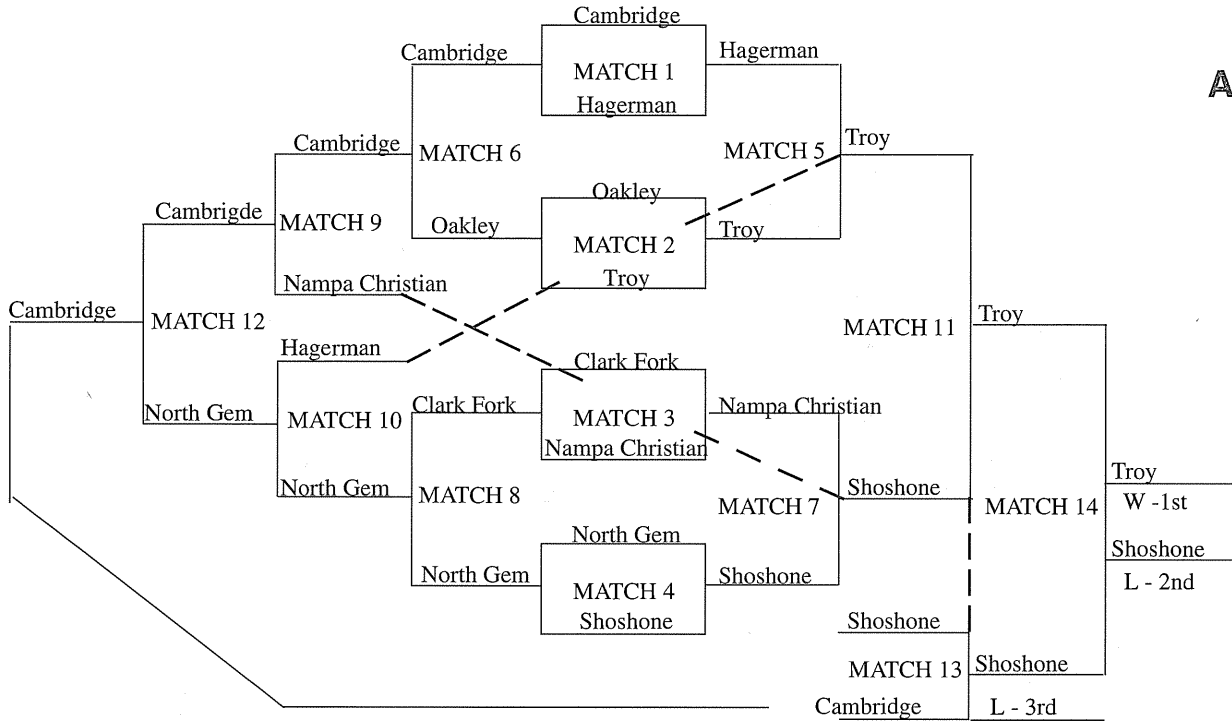 Cambridge
Cambridge
MATCH 1
Hagerman
Hagerman
A
Cambridge
MATCH 6
MATCH 5
Troy
Oakley
Cambrigde
MATCH 9
Oakley
MATCH 2
Troy
Troy
Nampa Christian
Cambridge
MATCH 12
MATCH 11
Troy
Hagerman
Clark Fork
North Gem
MATCH 10
Clark Fork
MATCH 3
Nampa Christian
Nampa Christian
North Gem
MATCH 8
MATCH 7
Shoshone
MATCH 14
Troy
W -1st
North Gem
Shoshone
North Gem
MATCH 4
Shoshone
L - 2nd
Shoshone
Shoshone
MATCH 13
Shoshone
Cambridge
L - 3rd